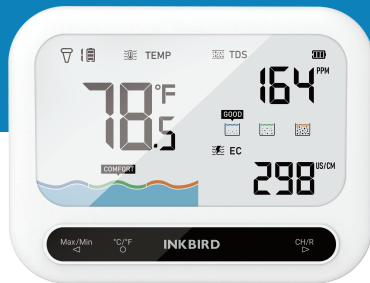 TEMP
TDS
78.5 °F
164 PPM
GOOD
EC
COMFORT
298 US/CM
Max/Min
°C/°F
INKBIRD
CH/R